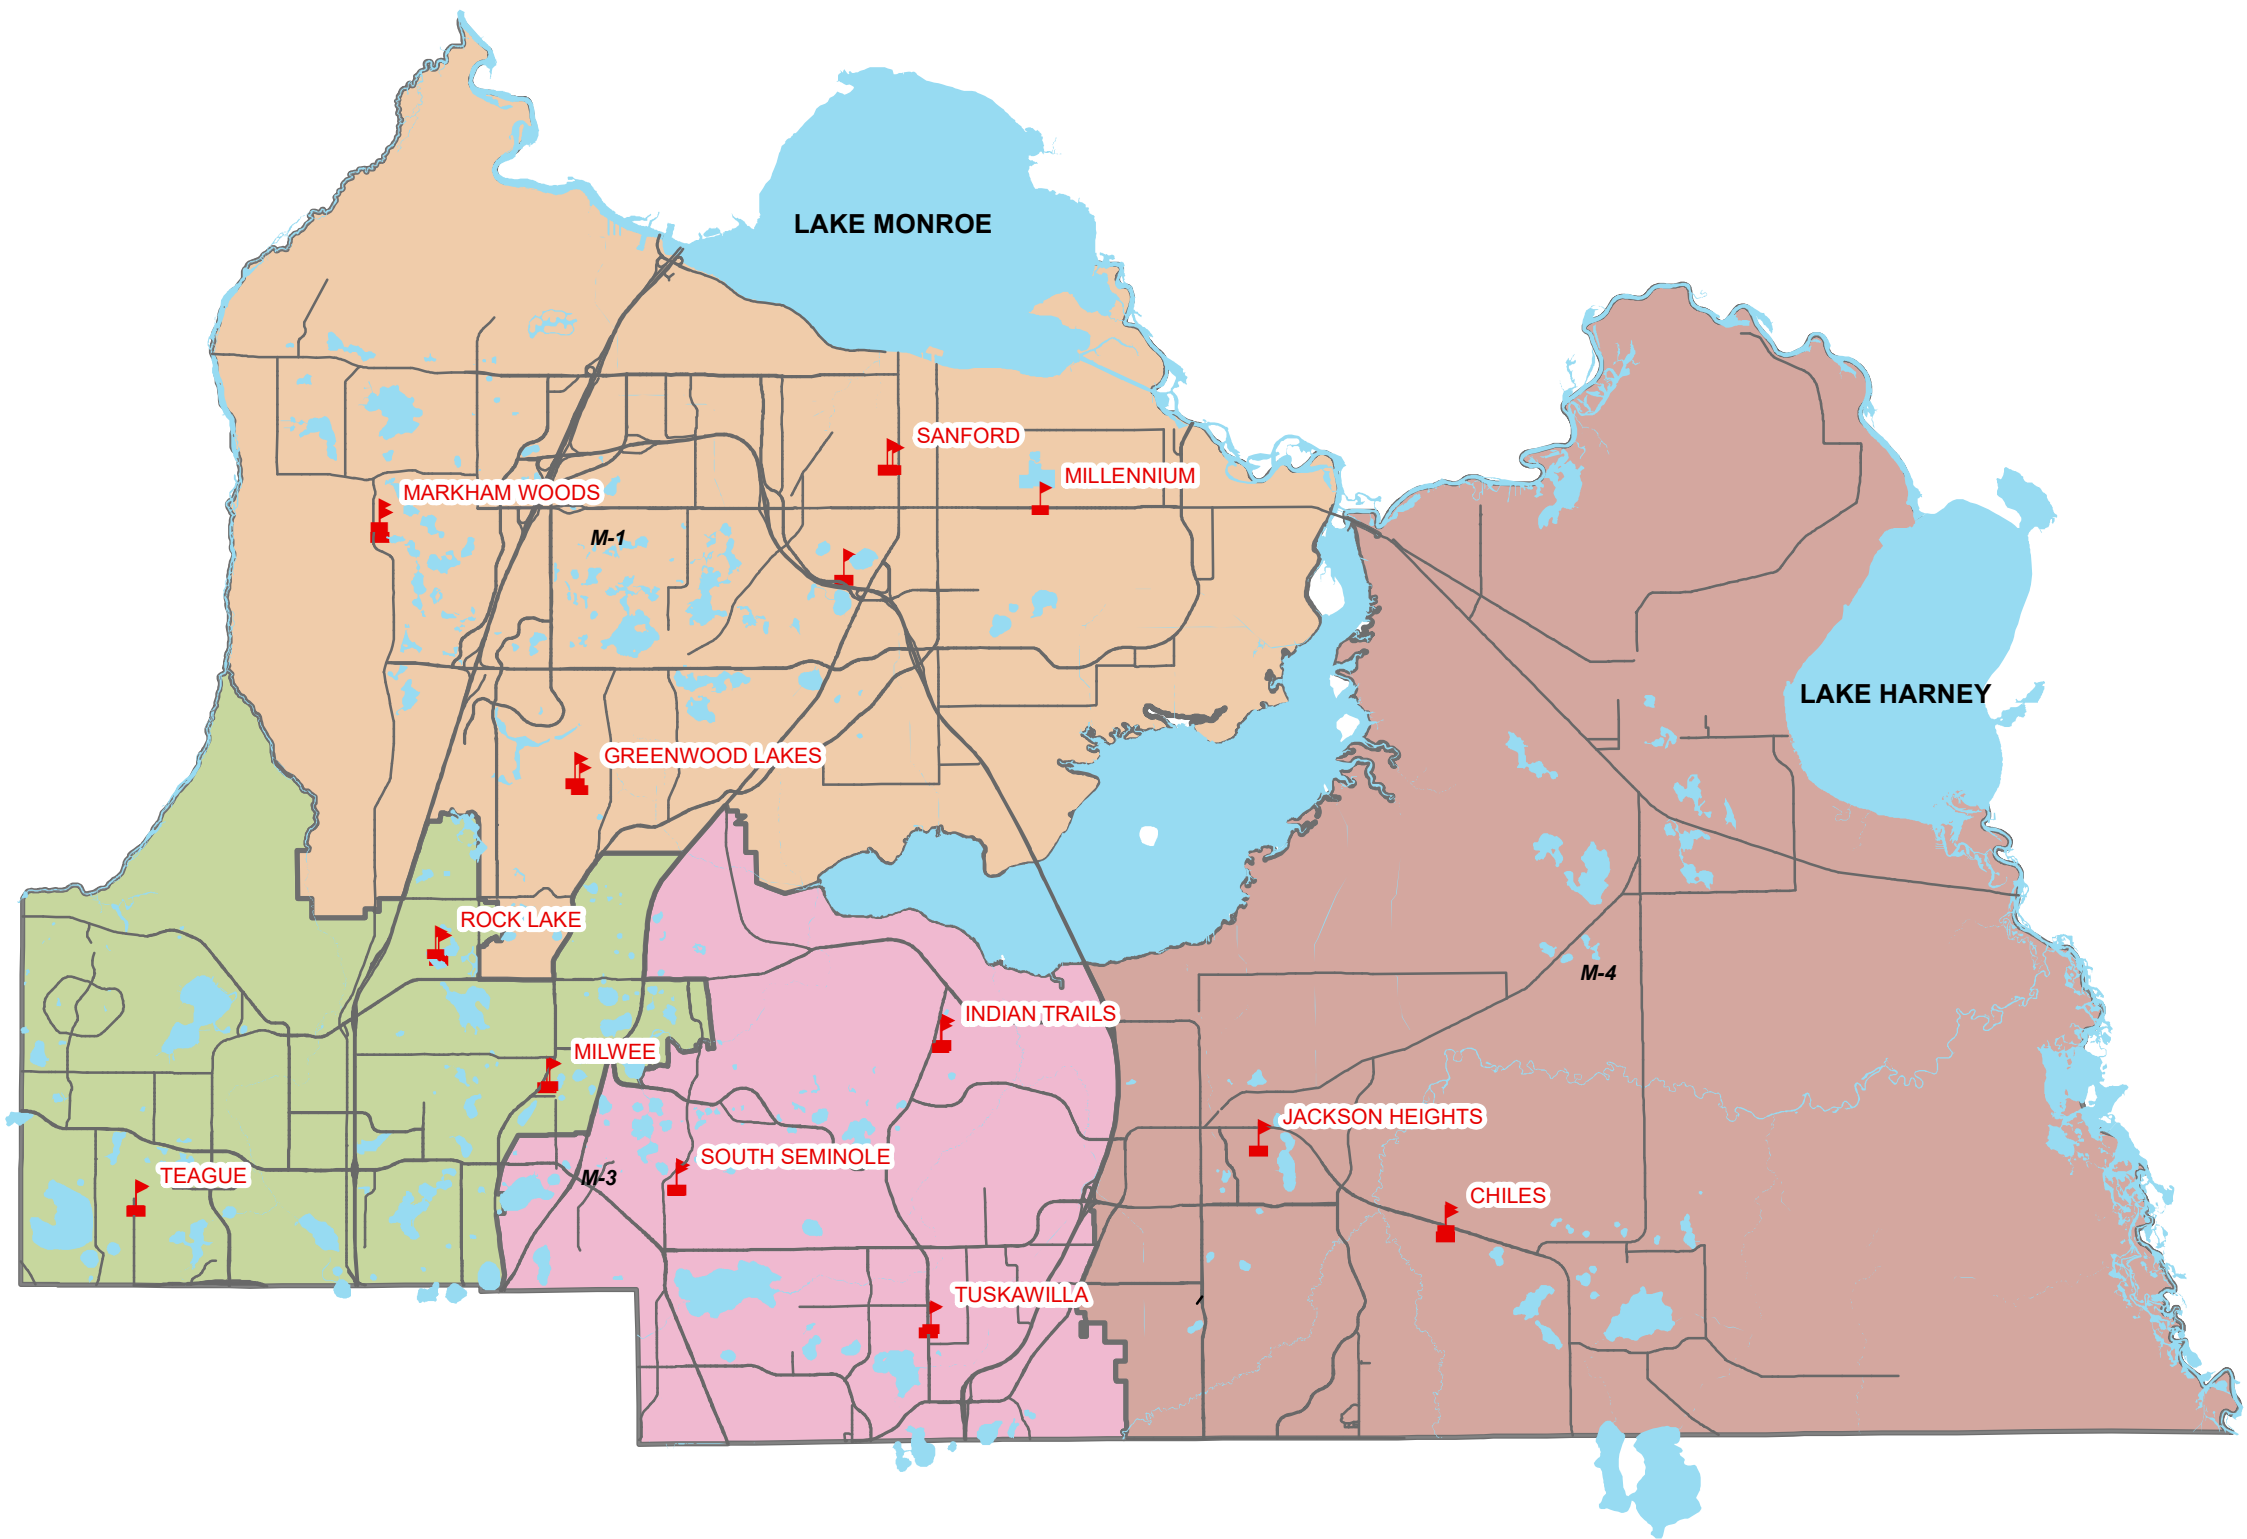 LAKE MONROE
SANFORD
MILLENNIUM
MARKHAM WOODS
M-1
LAKE HARNEY
GREENWOOD LAKES
ROCK LAKE
M-4
INDIAN TRAILS
MILWEE
JACKSON HEIGHTS
SOUTH SEMINOLE
TEAGUE
M-3
CHILES
TUSKAWILLA